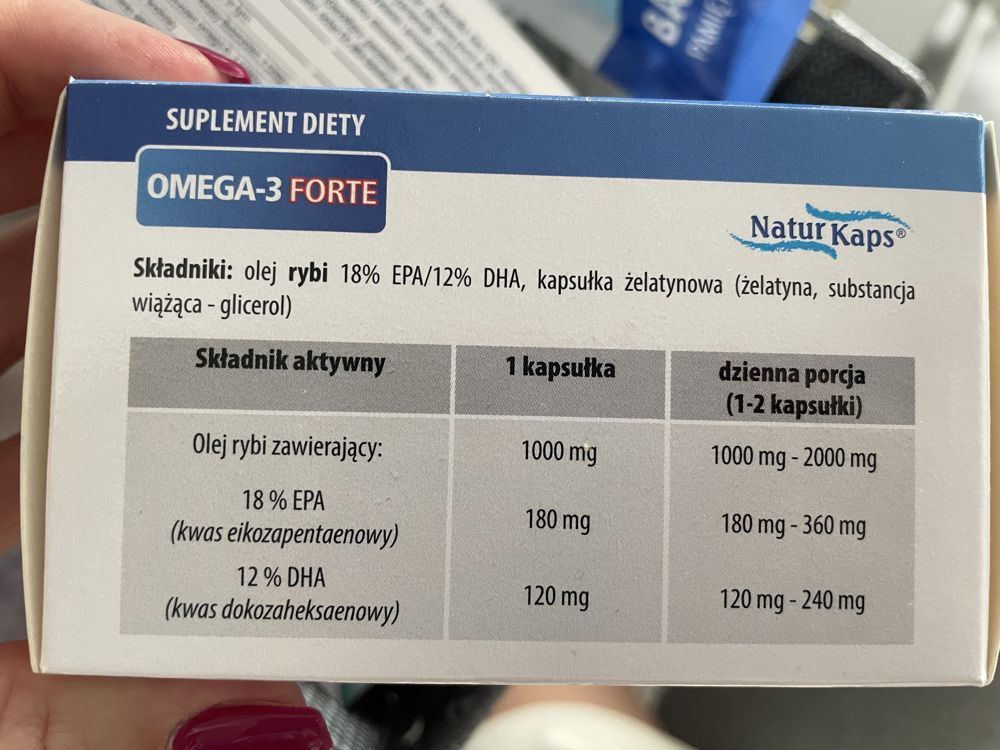 BA
PAMIĘ
SUPLEMENT DIETY
OMEGA-3 FORTE
Natur Kaps®
Składniki: olej rybi 18% EPA/12% DHA, kapsułka żelatynowa (żelatyna, substancja
wiążąca - glicerol)
Składnik aktywny 1 kapsułka dzienna porcja
(1-2 kapsułki)
Olej rybi zawierający: 1000 mg 1000 mg - 2000 mg
18 % EPA
(kwas eikozapentaenowy) 180 mg 180 mg - 360 mg
12 % DHA
(kwas dokozaheksaenowy) 120 mg 120 mg - 240 mg